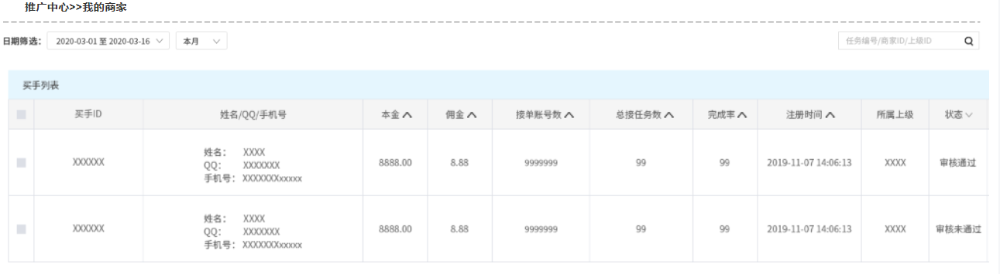 推广中心>>我的商家
日期筛选： 2020-03-01 至 2020-03-16 本月 任务编号/商家ID/上级ID
买手列表
买手ID 姓名/QQ/手机号 本金 佣金 接单账号数 总接任务数 完成率 注册时间 所属上级 状态
XXXXXX 姓名： XXXX 8888.00 8.88 9999999 99 99 2019-11-07 14:06:13 XXXX 审核通过
QQ： XXXXXXX
手机号： XXXXXXXxxxxx
XXXXXX 姓名： XXXX 8888.00 8.88 9999999 99 99 2019-11-07 14:06:13 XXXX 审核未通过
QQ： XXXXXXX
手机号： XXXXXXXxxxxx